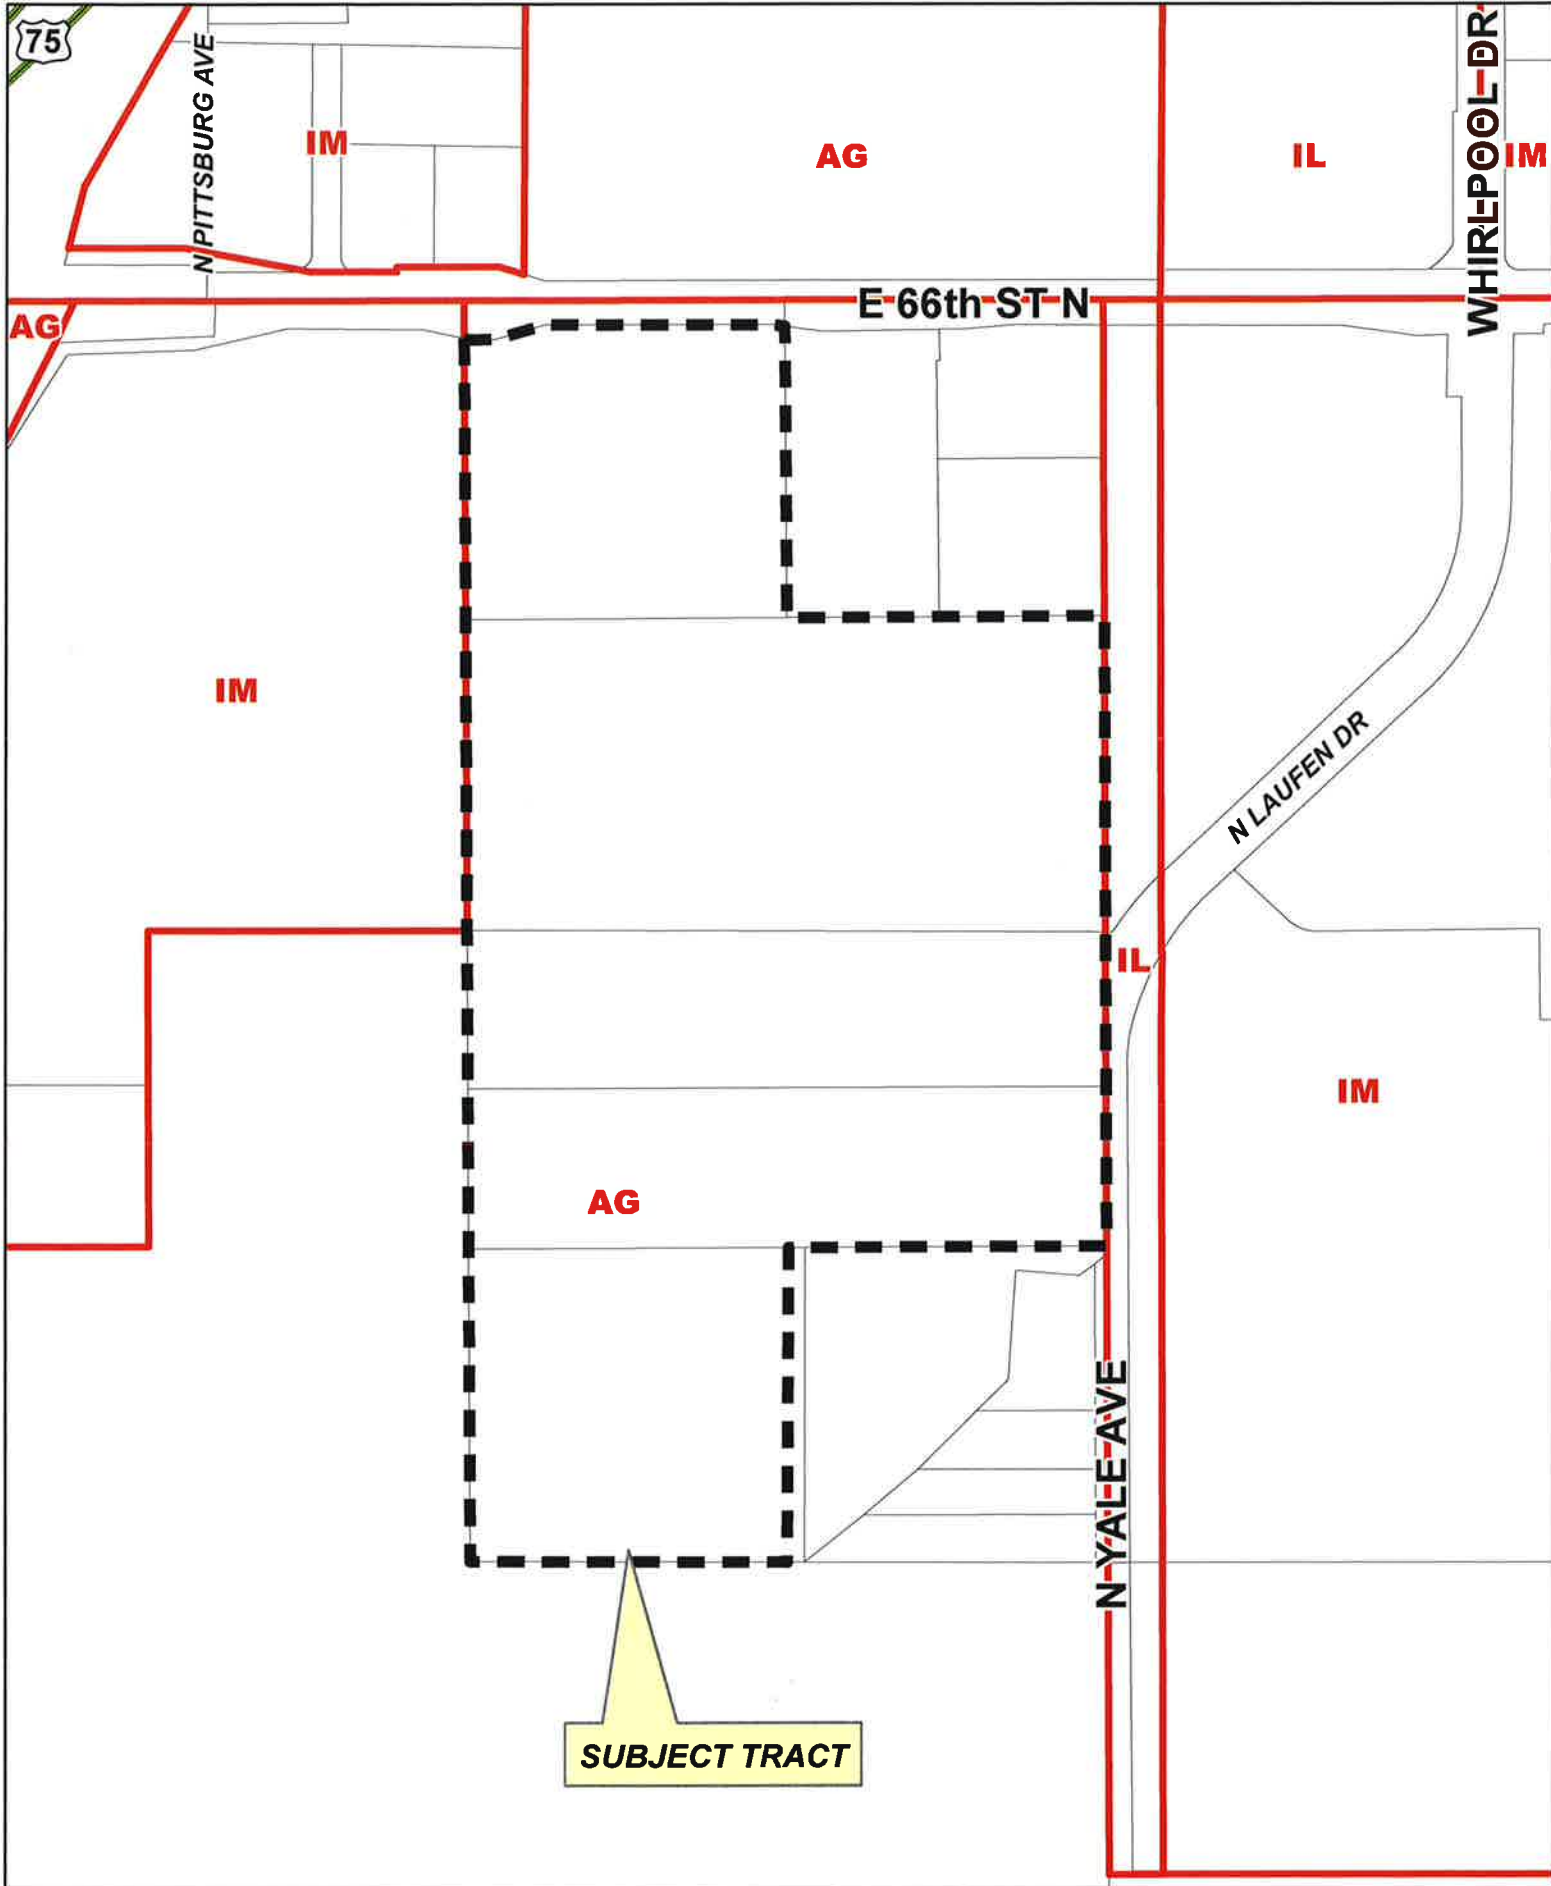 75
N PITTSBURG AVE
IM
AG
IL
WHIRLPOOL DR
IM
E 66th ST N
AG
IM
N LAUFEN DR
IL
IM
AG
N YALE AVE
SUBJECT TRACT